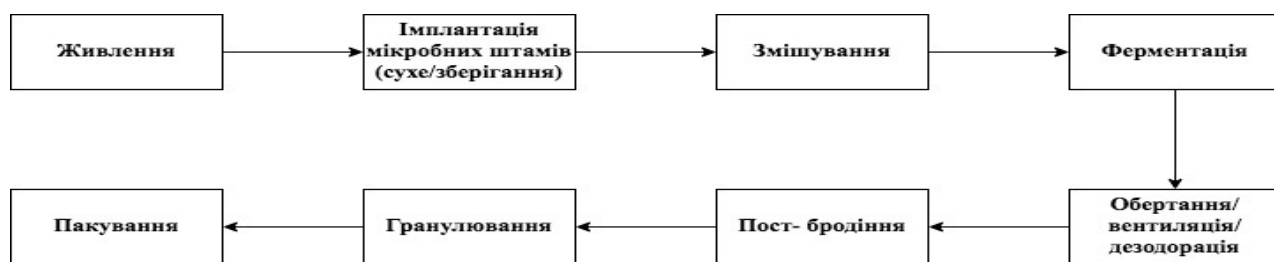 Живлення
Імплантація
мікробних штамів
(сухе/зберігання)
Змішування
Ферментація
Обертання/
вентиляція/
дезодорація
Пост- бродіння
Гранулювання
Пакування